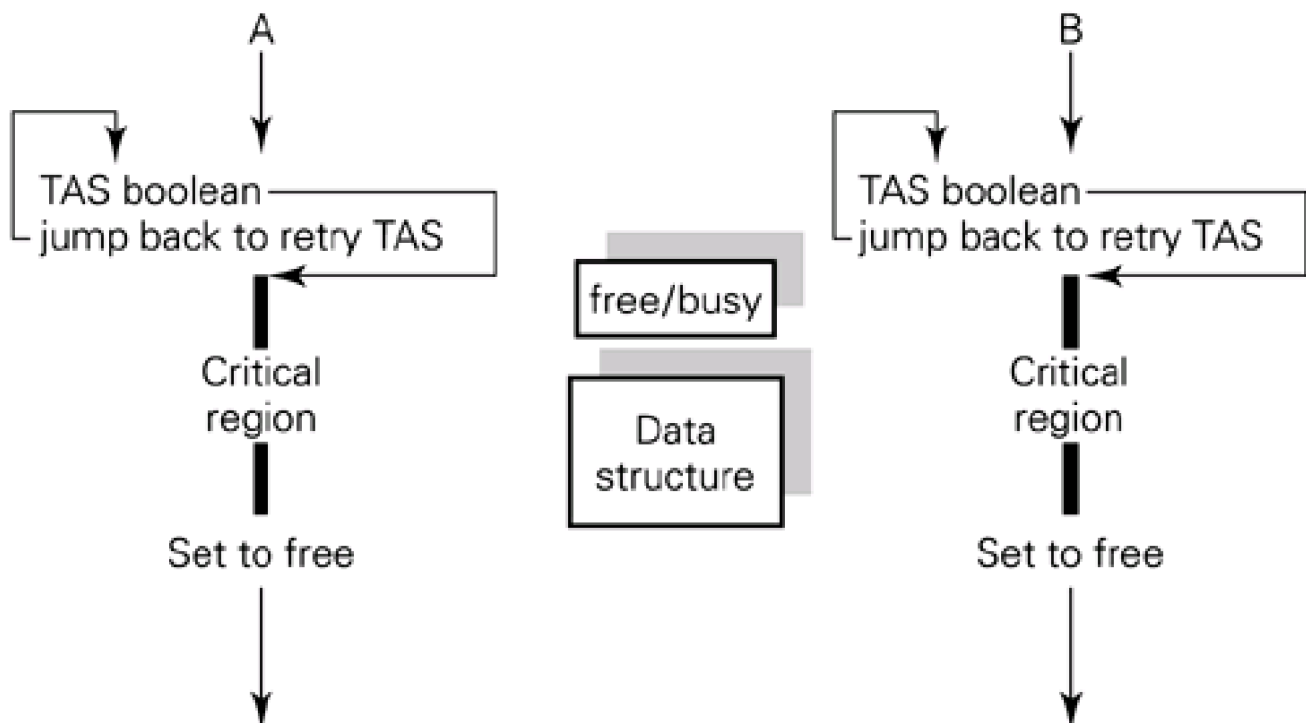 A
TAS boolean
jump back to retry TAS
Critical
region
Set to free
free/busy
Data
structure
B
TAS boolean
jump back to retry TAS
Critical
region
Set to free